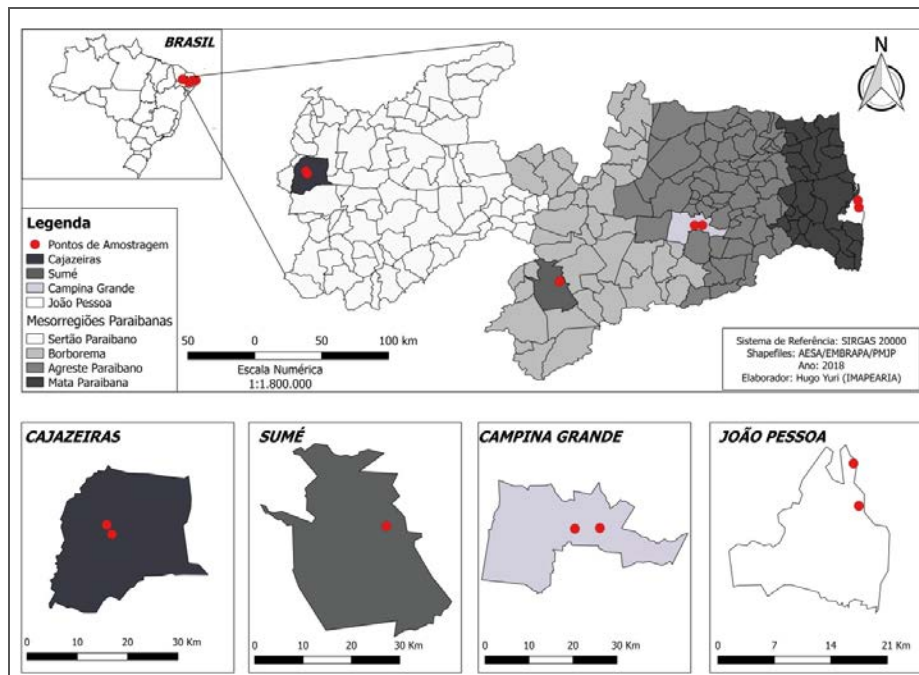 BRASIL
N
Legenda
Pontos de Amostragem
Cajazeiras
Sumé
Campina Grande
João Pessoa
Mesorregiões Paraibanas
Sertão Paraibano
Borborema
Agreste Paraibano
Mata Paraibana
50 0 50 100 km
Escala Numérica
1:1.800.000
Sistema de Referência: SIRGAS 20000
Shapefiles: AESA/EMBRAPA/PMJP
Ano: 2018
Elaborador: Hugo Yuri (IMAPEARIA)
CAJAZEIRAS
0 10 20 30 Km
SUMÉ
0 10 20 30 Km
CAMPINA GRANDE
0 10 20 30 Km
JOÃO PESSOA
0 7 14 21 Km